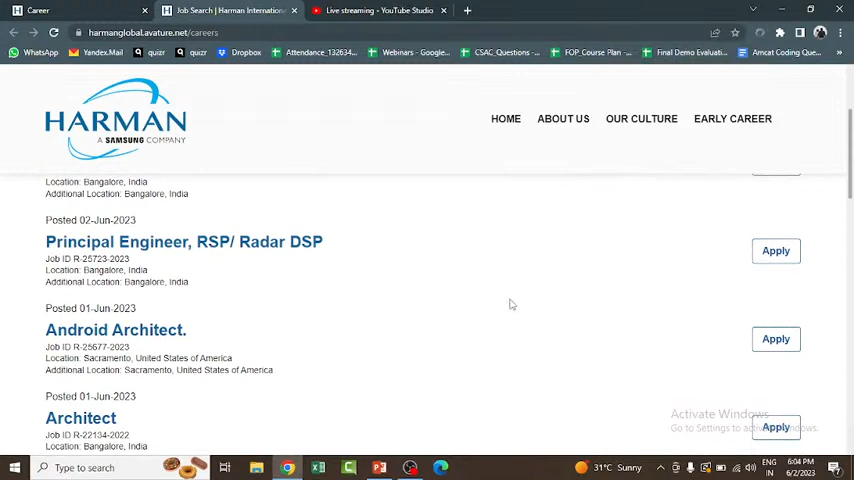 Career
Job Search | Harman Internation
Live streaming - YouTube Studio
harmanglobal.avature.net/careers
WhatsApp
Yandex.Mail
quizr
quizr
Dropbox
Attendance_132634...
Webinars - Google...
CSAC_Questions -...
FOP_Course Plan -...
Final Demo Evaluati...
Amcat Coding Que...
HARMAN
A SAMSUNG COMPANY
HOME
ABOUT US
OUR CULTURE
EARLY CAREER
Location: Bangalore, India
Additional Location: Bangalore, India
Posted 02-Jun-2023
Principal Engineer, RSP/ Radar DSP
Job ID R-25723-2023
Location: Bangalore, India
Additional Location: Bangalore, India
Apply
Posted 01-Jun-2023
Android Architect.
Job ID R-25677-2023
Location: Sacramento, United States of America
Additional Location: Sacramento, United States of America
Apply
Posted 01-Jun-2023
Architect
Job ID R-22134-2022
Location: Bangalore, India
Apply
Activate Windows
Go to Settings to activate Windows.
Type to search
31°C Sunny
ENG
IN
6:04 PM
6/2/2023